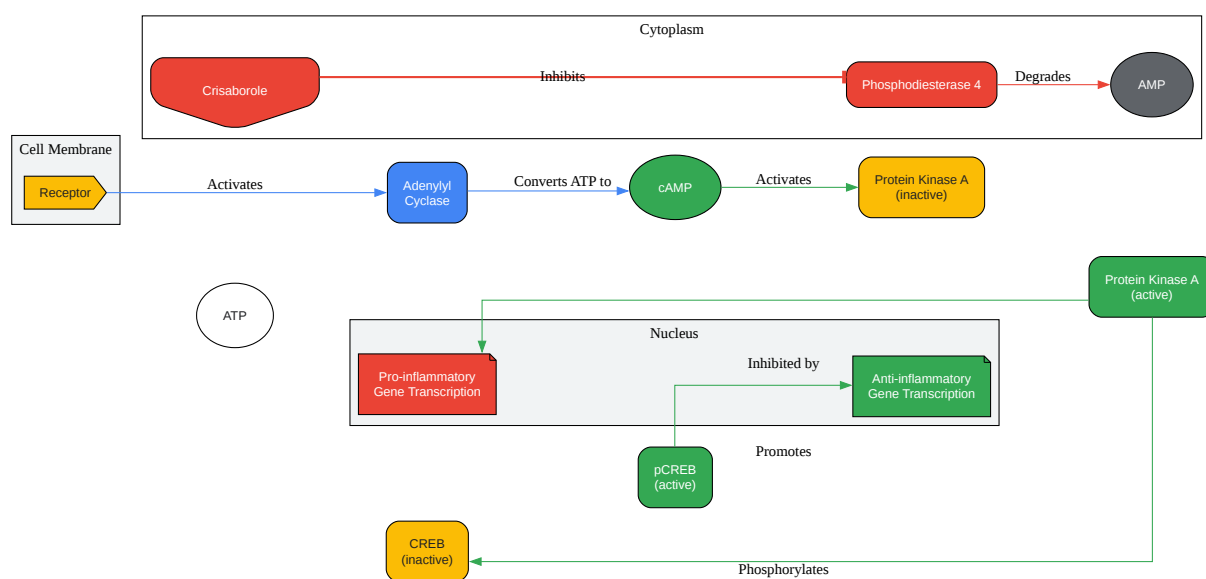 Cytoplasm
Crisaborole
Inhibits
Phosphodiesterase 4
Degrades
AMP
Cell Membrane
Receptor
Activates
Adenylyl
Cyclase
Converts ATP to
cAMP
Activates
Protein Kinase A
(inactive)
Protein Kinase A
(active)
ATP
Nucleus
Pro-inflammatory
Gene Transcription
Inhibited by
Anti-inflammatory
Gene Transcription
Promotes
pCREB
(active)
CREB
(inactive)
Phosphorylates